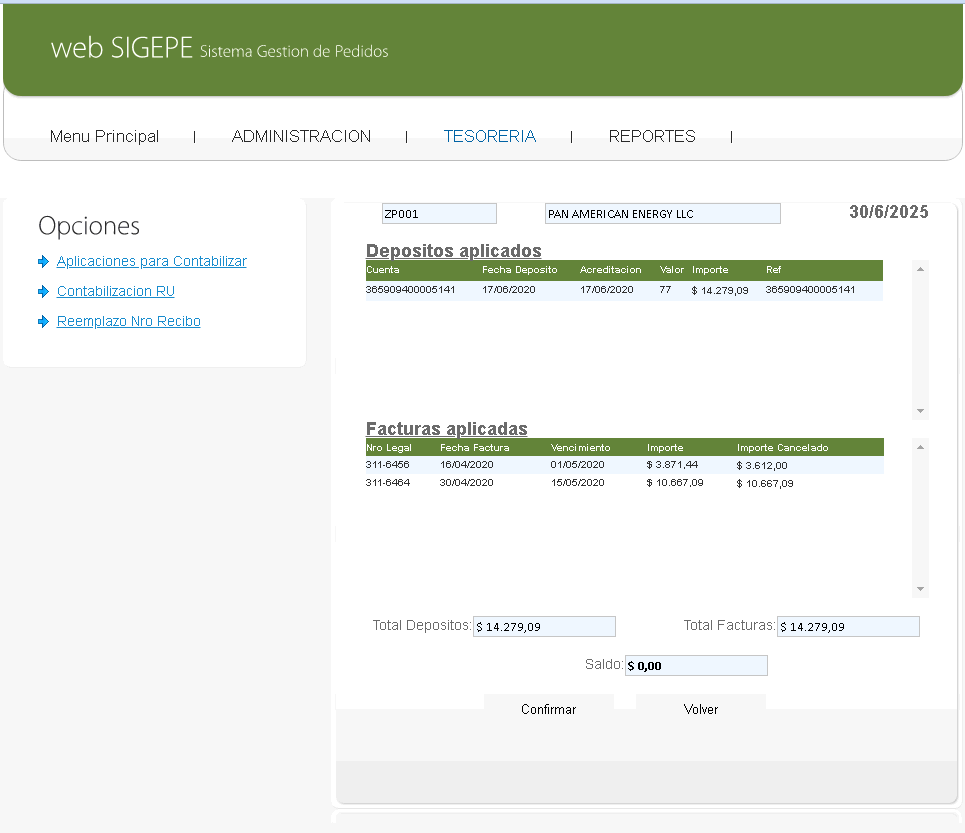 web SIGEPE Sistema Gestion de Pedidos
Menu Principal | ADMINISTRACION | TESORERIA | REPORTES |
Opciones
Aplicaciones para Contabilizar
Contabilizacion RU
Reemplazo Nro Recibo
ZP001 PAN AMERICAN ENERGY LLC 30/6/2025
Depositos aplicados
Cuenta Fecha Deposito Acreditacion Valor Importe Ref
365909400005141 17/06/2020 17/06/2020 77 $ 14.279,09 365909400005141
Facturas aplicadas
Nro Legal Fecha Factura Vencimiento Importe Importe Cancelado
311-6456 16/04/2020 01/05/2020 $ 3.871,44 $ 3.612,00
311-6464 30/04/2020 15/05/2020 $ 10.667,09 $ 10.667,09
Total Depositos: $ 14.279,09 Total Facturas: $ 14.279,09
Saldo: $ 0,00
Confirmar Volver